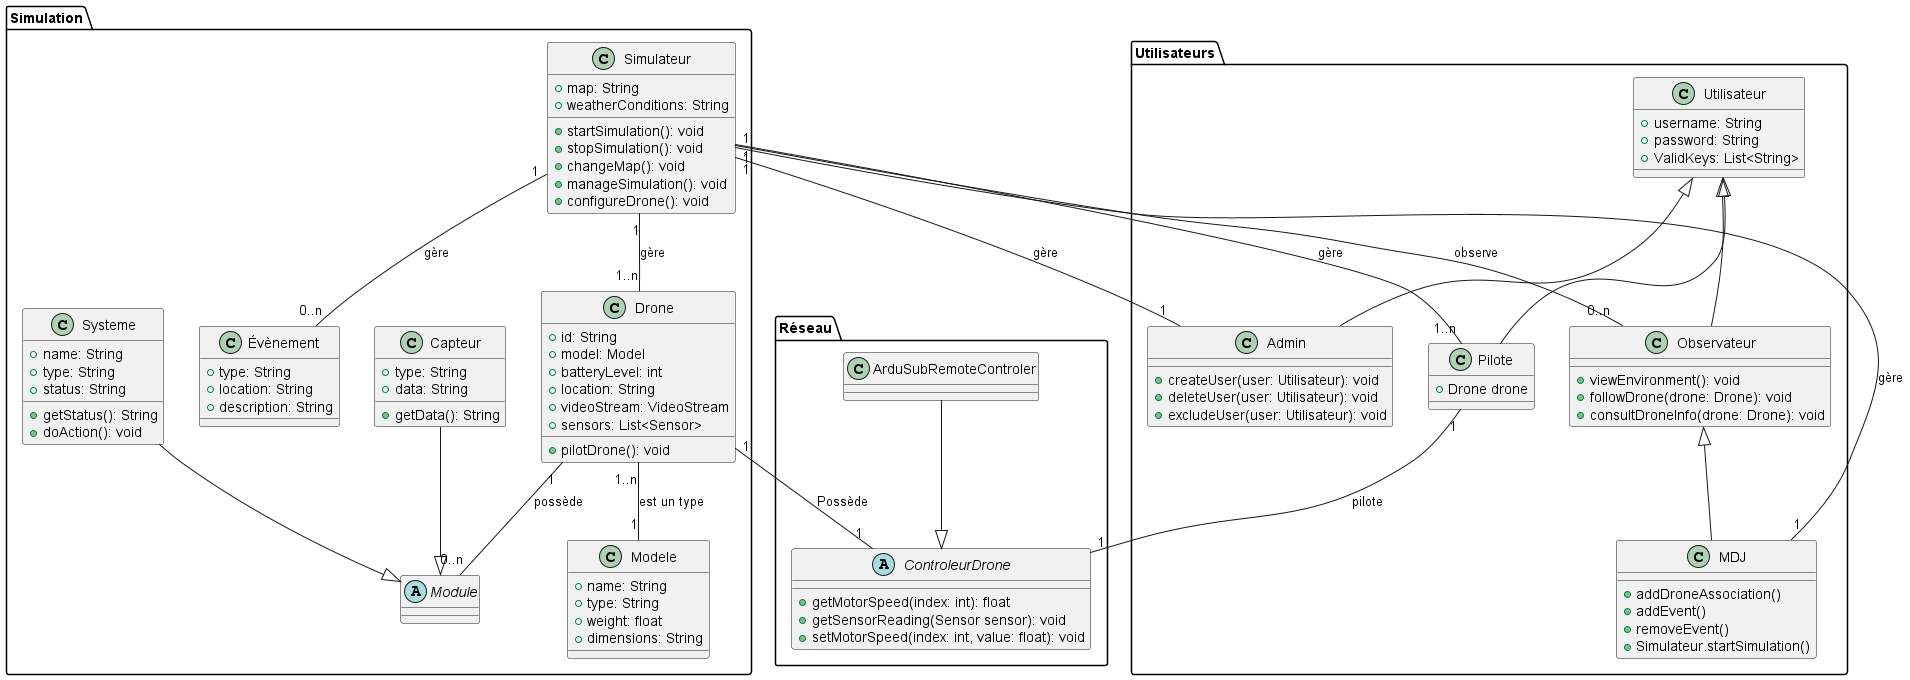 Simulation
C Simulateur
map: String
weatherConditions: String
startSimulation(): void
stopSimulation(): void
changeMap(): void
manageSimulation(): void
configureDrone(): void
1
gère
0..n
1
gère
1..n
C Systeme
name: String
type: String
status: String
getStatus(): String
doAction(): void
C Évènement
type: String
location: String
description: String
C Capteur
type: String
data: String
getData(): String
C Drone
id: String
model: Model
batteryLevel: int
location: String
videoStream: VideoStream
sensors: List<Sensor>
pilotDrone(): void
1
possède
0..n
1..n
est un type
1
A Module
C Modele
name: String
type: String
weight: float
dimensions: String
Réseau
C ArduSubRemoteControler
1
Possède
1
A ControleurDrone
getMotorSpeed(index: int): float
getSensorReading(Sensor sensor): void
setMotorSpeed(index: int, value: float): void
Utilisateurs
C Utilisateur
username: String
password: String
ValidKeys: List<String>
1
1
1
gère
1
gère
1..n
observe
0..n
gère
1
C Admin
createUser(user: Utilisateur): void
deleteUser(user: Utilisateur): void
excludeUser(user: Utilisateur): void
C Pilote
Drone drone
1
pilote
1
C Observateur
viewEnvironment(): void
followDrone(drone: Drone): void
consultDroneInfo(drone: Drone): void
C MDJ
addDroneAssociation()
addEvent()
removeEvent()
Simulateur.startSimulation()